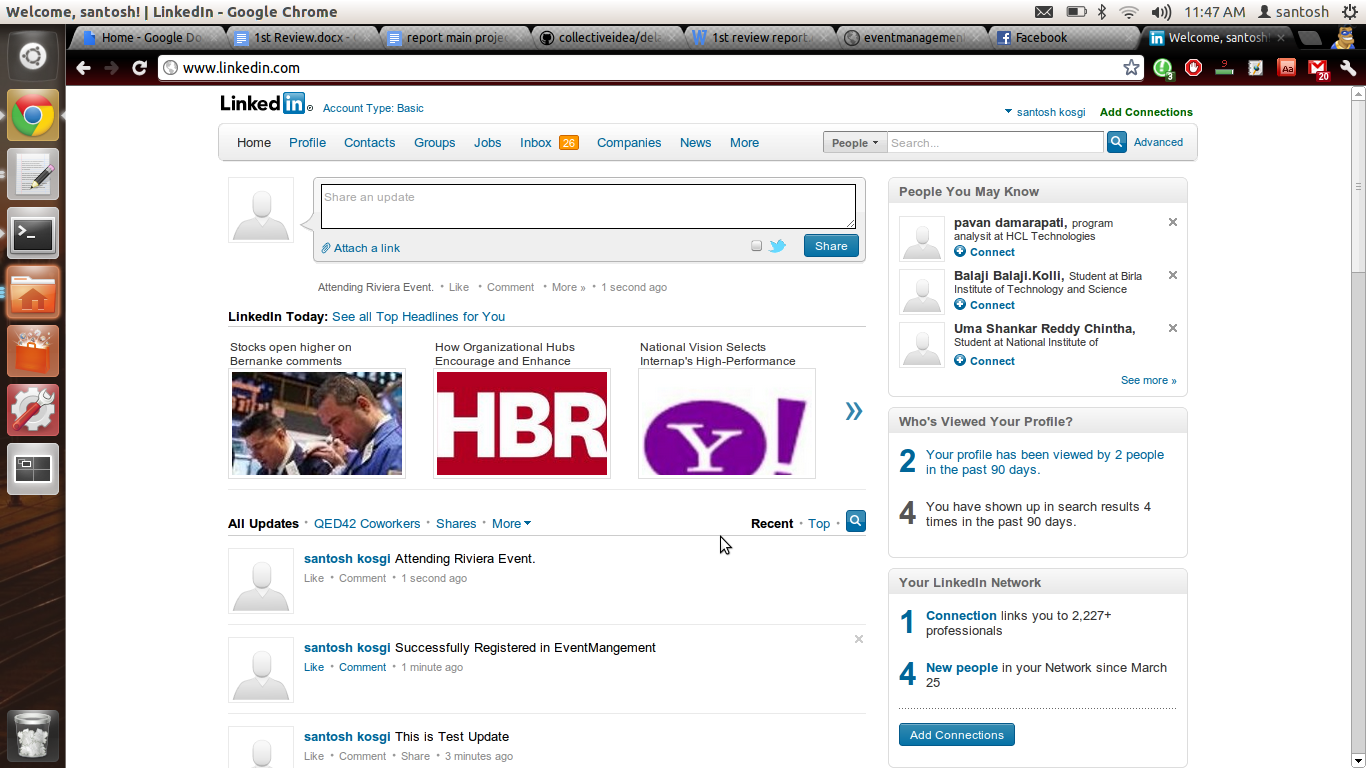 Welcome, santosh! | LinkedIn - Google Chrome
11:47 AM santosh
Home - Google Do
1st Review.docx -
report main proje
collectiveidea/dela
1st review report.
eventmanagement
Facebook
Welcome, santosh!
www.linkedin.com
3
9
Aa
20
Linked in
Account Type: Basic
santosh kosgi
Add Connections
Home
Profile
Contacts
Groups
Jobs
Inbox 26
Companies
News
More
People
Search...
Advanced
Share an update
Attach a link
Share
Attending Riviera Event. • Like • Comment • More » • 1 second ago
LinkedIn Today: See all Top Headlines for You
Stocks open higher on
Bernanke comments
How Organizational Hubs
Encourage and Enhance
National Vision Selects
Internap's High-Performance
HBR
Y!
»
All Updates • QED42 Coworkers • Shares • More
Recent • Top •
santosh kosgi Attending Riviera Event.
Like • Comment • 1 second ago
santosh kosgi Successfully Registered in EventMangement
Like • Comment • 1 minute ago
santosh kosgi This is Test Update
Like • Comment • Share • 3 minutes ago
People You May Know
pavan damarapati, program
analysit at HCL Technologies
Connect
Balaji Balaji.Kolli, Student at Birla
Institute of Technology and Science
Connect
Uma Shankar Reddy Chintha,
Student at National Institute of
Connect
See more »
Who's Viewed Your Profile?
2 Your profile has been viewed by 2 people
in the past 90 days.
4 You have shown up in search results 4
times in the past 90 days.
Your LinkedIn Network
1 Connection links you to 2,227+
professionals
4 New people in your Network since March
25
Add Connections